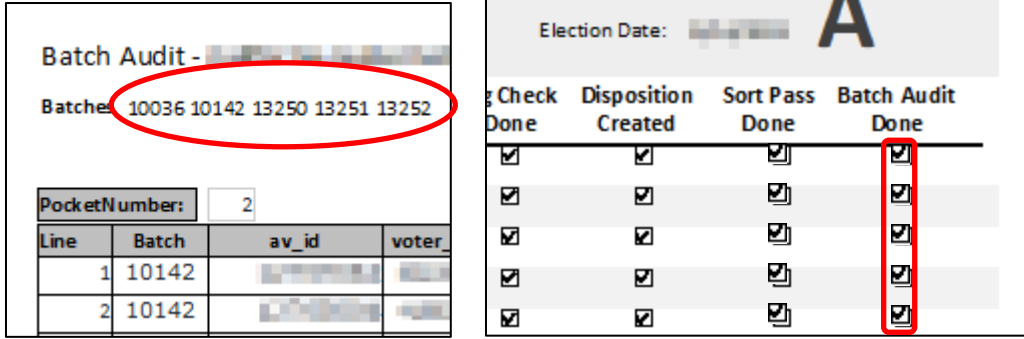 Batch Audit -
Batches 10036 10142 13250 13251 13252
PocketNumber: 2
Line Batch av_id voter_
1 10142
2 10142
Election Date: A
Check Disposition Sort Pass Batch Audit
Done Created Done Done